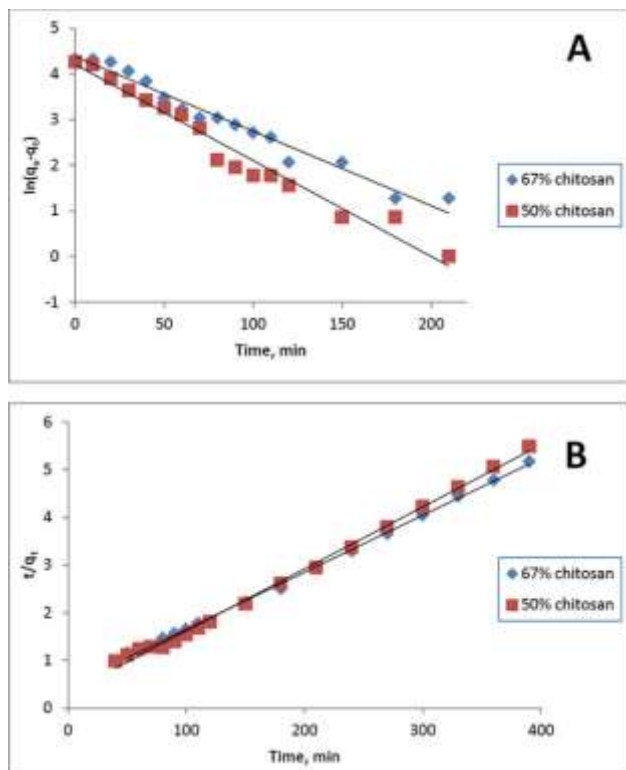 A
5
4
3
2
1
0
-1
ln(qₑ-qₜ)
0
50
100
150
200
Time, min
67% chitosan
50% chitosan
B
6
5
4
3
2
1
0
t/qₜ
0
100
200
300
400
Time, min
67% chitosan
50% chitosan